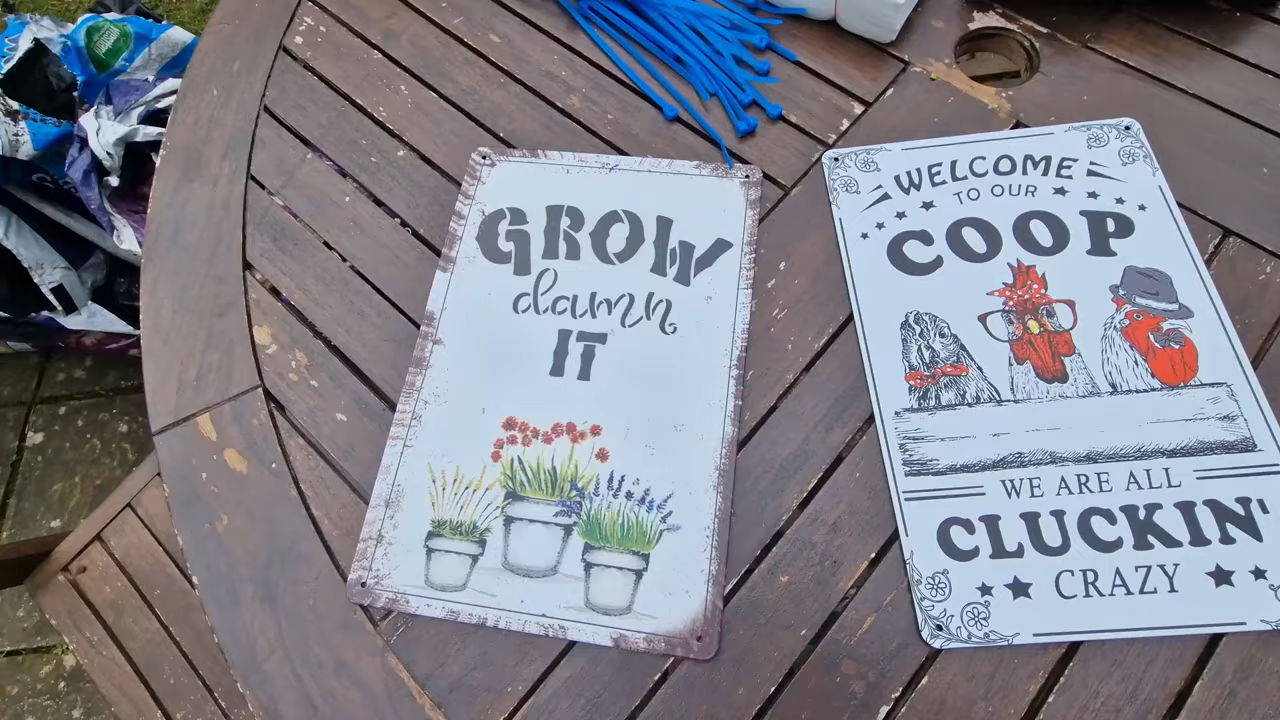 GROW
damn
IT
WELCOME
TO OUR
COOP
WE ARE ALL
CLUCKIN'
CRAZY